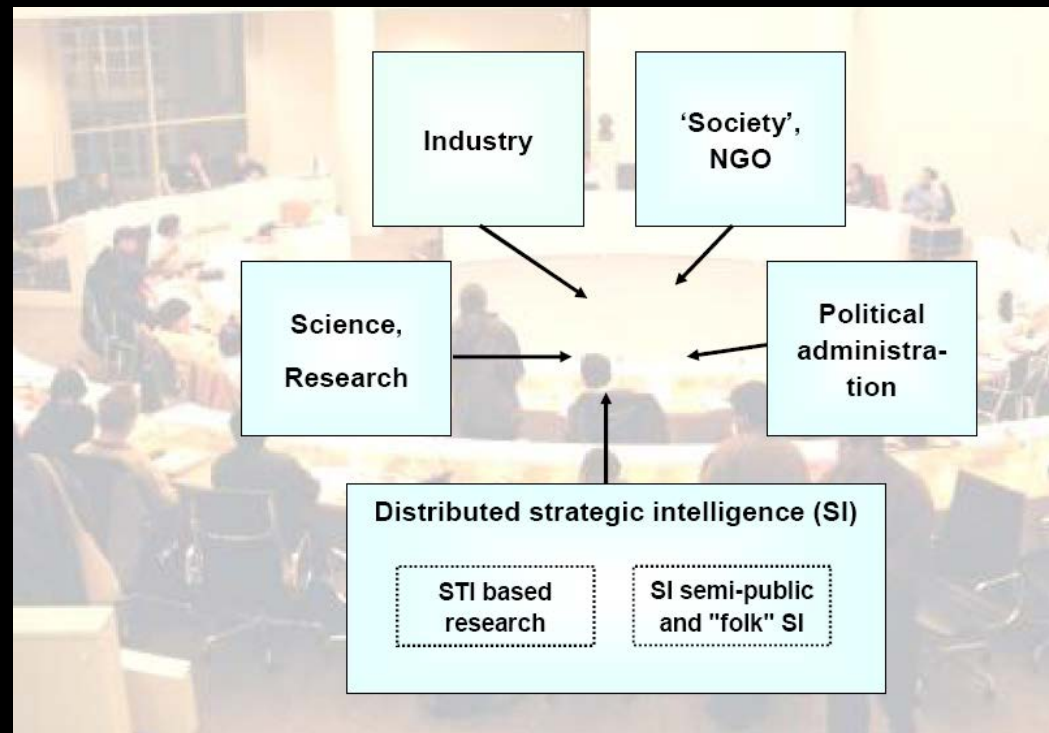 Industry
‘Society’,
NGO
Science,
Research
Political
administra-
tion
Distributed strategic intelligence (SI)
STI based
research
SI semi-public
and "folk" SI